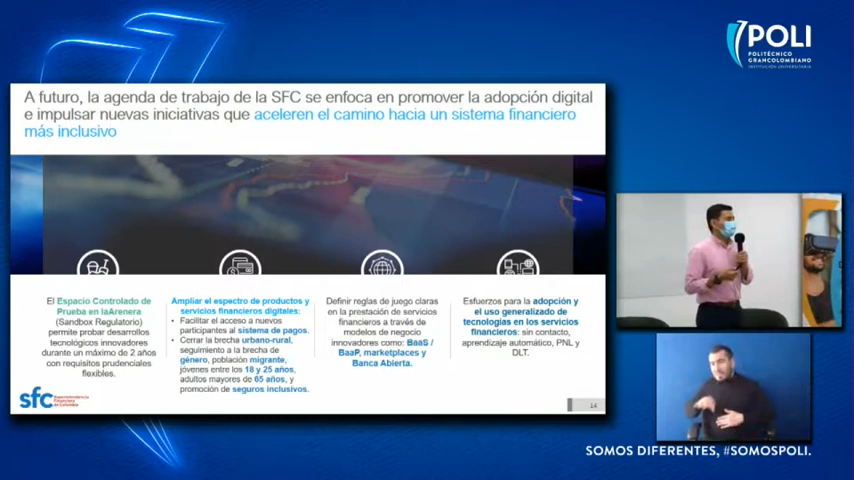 POLI
POLITÉCNICO
GRANCOLOMBIANO
INSTITUCIÓN UNIVERSITARIA
A futuro, la agenda de trabajo de la SFC se enfoca en promover la adopción digital
e impulsar nuevas iniciativas que aceleren el camino hacia un sistema financiero
más inclusivo
El Espacio Controlado de
Prueba en laArenera
(Sandbox Regulatorio)
permite probar desarrollos
tecnológicos innovadores
durante un máximo de 2 años
con requisitos prudenciales
flexibles.
Ampliar el espectro de productos y
servicios financieros digitales:
• Facilitar el acceso a nuevos
participantes al sistema de pagos.
• Cerrar la brecha urbano-rural,
seguimiento a la brecha de
género, población migrante,
jóvenes entre los 18 y 25 años,
adultos mayores de 65 años, y
promoción de seguros inclusivos.
Definir reglas de juego claras
en la prestación de servicios
financieros a través de
modelos de negocio
innovadores como: BaaS /
BaaP, marketplaces y
Banca Abierta.
Esfuerzos para la adopción y
el uso generalizado de
tecnologías en los servicios
financieros: sin contacto,
aprendizaje automático, PNL y
DLT.
sfc Superintendencia
Financiera
de Colombia
14
SOMOS DIFERENTES, #SOMOSPOLI.